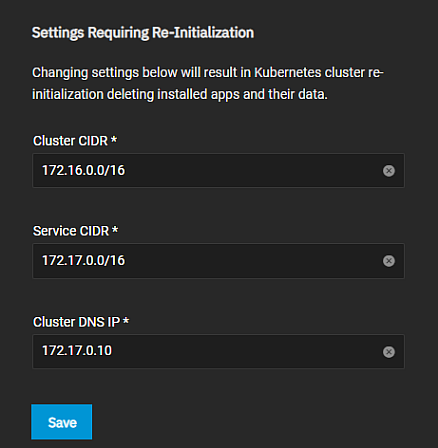 Settings Requiring Re-Initialization
Changing settings below will result in Kubernetes cluster re-
initialization deleting installed apps and their data.
Cluster CIDR *
172.16.0.0/16
Service CIDR *
172.17.0.0/16
Cluster DNS IP *
172.17.0.10
Save